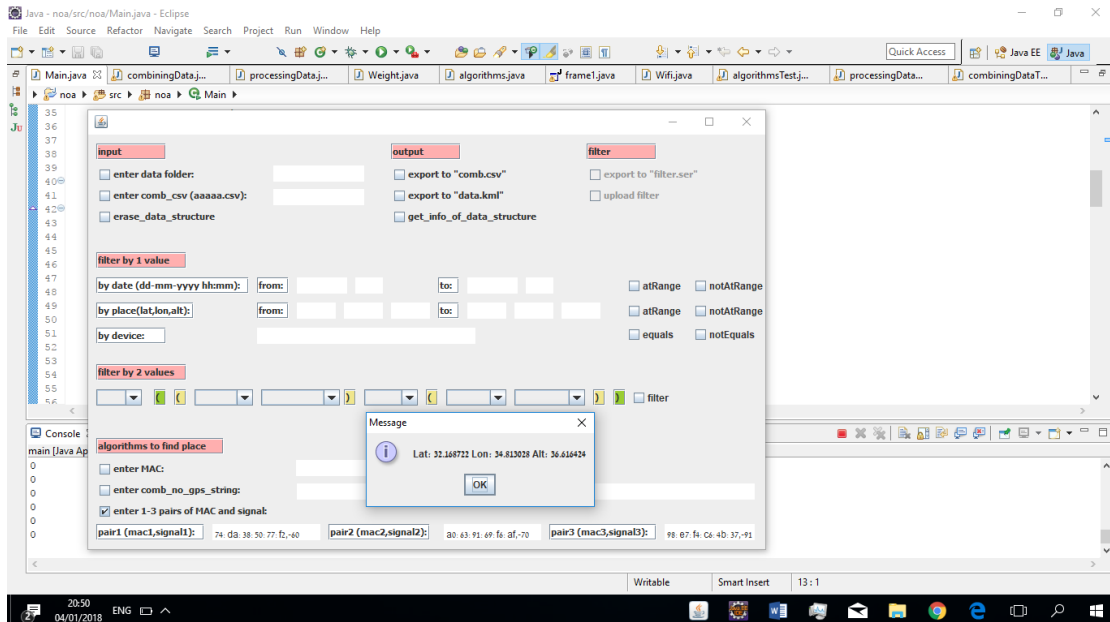 Java - noa/src/noa/Main.java - Eclipse
File Edit Source Refactor Navigate Search Project Run Window Help
Quick Access Java EE Java
Main.java combiningData.j... processingData.j... Weight.java algorithms.java frame1.java Wifi.java algorithmsTest.j... processingData... combiningDataT...
noa src noa Main
35
36
37
38
39
40
41
42
43
44
45
46
47
48
49
50
51
52
53
54
55
56
input output filter
enter data folder: export to "comb.csv" export to "filter.ser"
enter comb_csv (aaaaa.csv): export to "data.kml" upload filter
erase_data_structure get_info_of_data_structure
filter by 1 value
by date (dd-mm-yyyy hh:mm): from: to: atRange notAtRange
by place(lat,lon,alt): from: to: atRange notAtRange
by device: equals notEquals
filter by 2 values
( ( ) ( ) ) filter
Message
Lat: 32.168722 Lon: 34.813028 Alt: 36.616424
OK
algorithms to find place
enter MAC:
enter comb_no_gps_string:
enter 1-3 pairs of MAC and signal:
pair1 (mac1,signal1): 74:da:38:50:77:f2,-60 pair2 (mac2,signal2): a0:63:91:69:f6:af,-70 pair3 (mac3,signal3): 98:e7:f4:c6:4b:37,-91
Console
main [Java Ap
0
0
0
0
0
0
Writable Smart Insert 13 : 1
2 20:50 ENG
04/01/2018